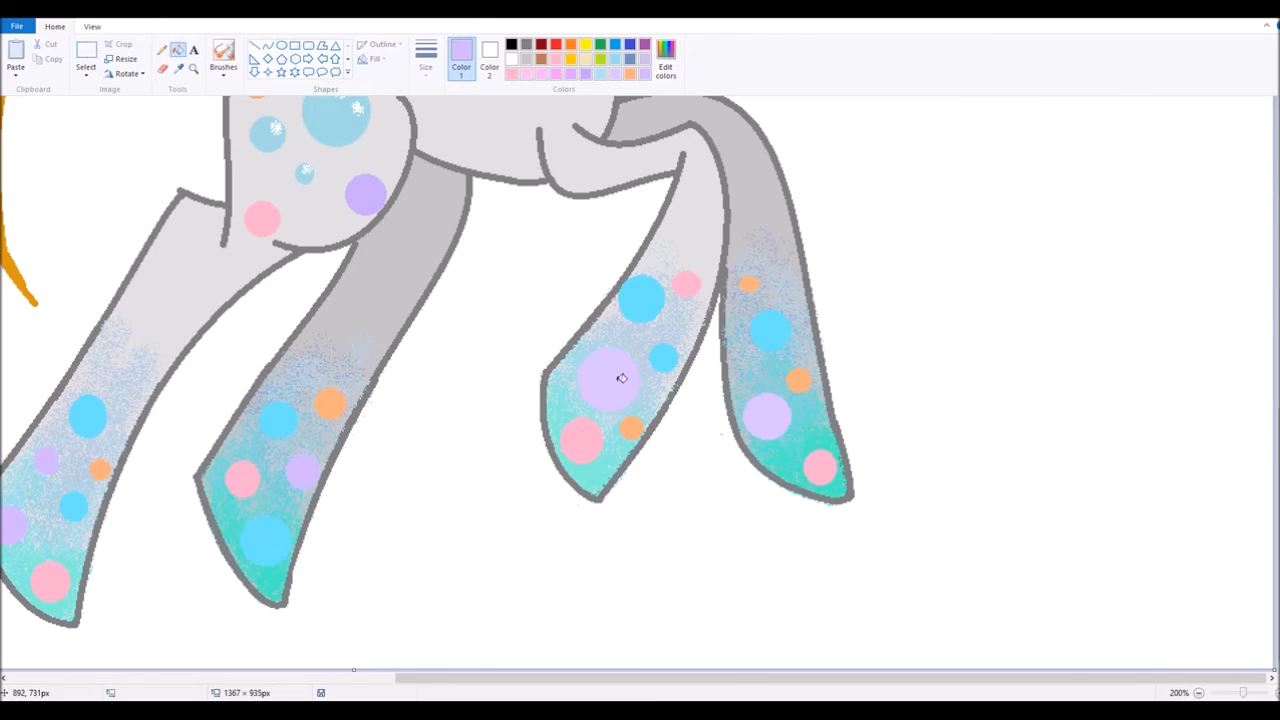 File Home View
Paste Cut Copy Clipboard
Select Crop Resize Rotate Image
A Tools
Brushes
Outline Fill Shapes
Size
Color 1 Color 2 Edit colors Colors
892, 731px 1367 × 935px 200%